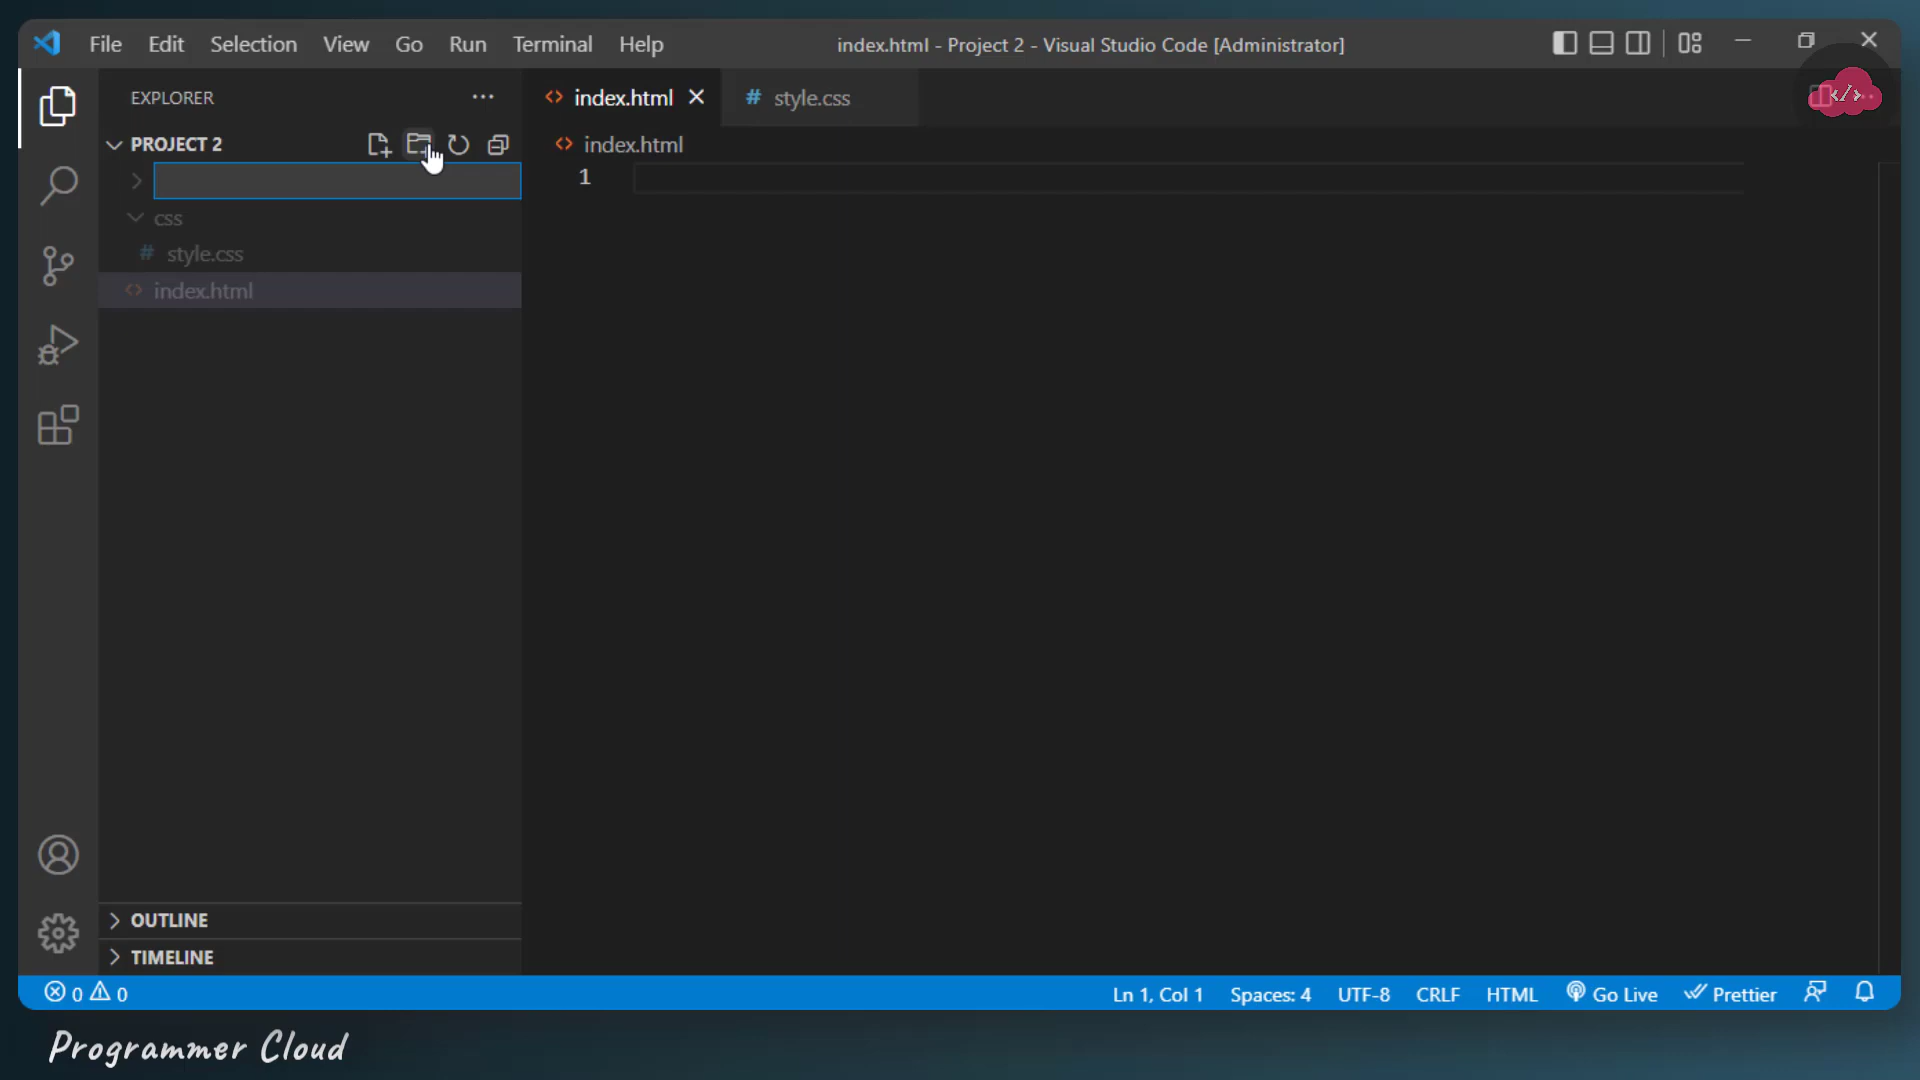 File Edit Selection View Go Run Terminal Help
index.html - Project 2 - Visual Studio Code [Administrator]
EXPLORER
PROJECT 2
css
# style.css
index.html
OUTLINE
TIMELINE
index.html
# style.css
index.html
1
</>
0 0
Ln 1, Col 1 Spaces: 4 UTF-8 CRLF HTML Go Live Prettier
Programmer Cloud